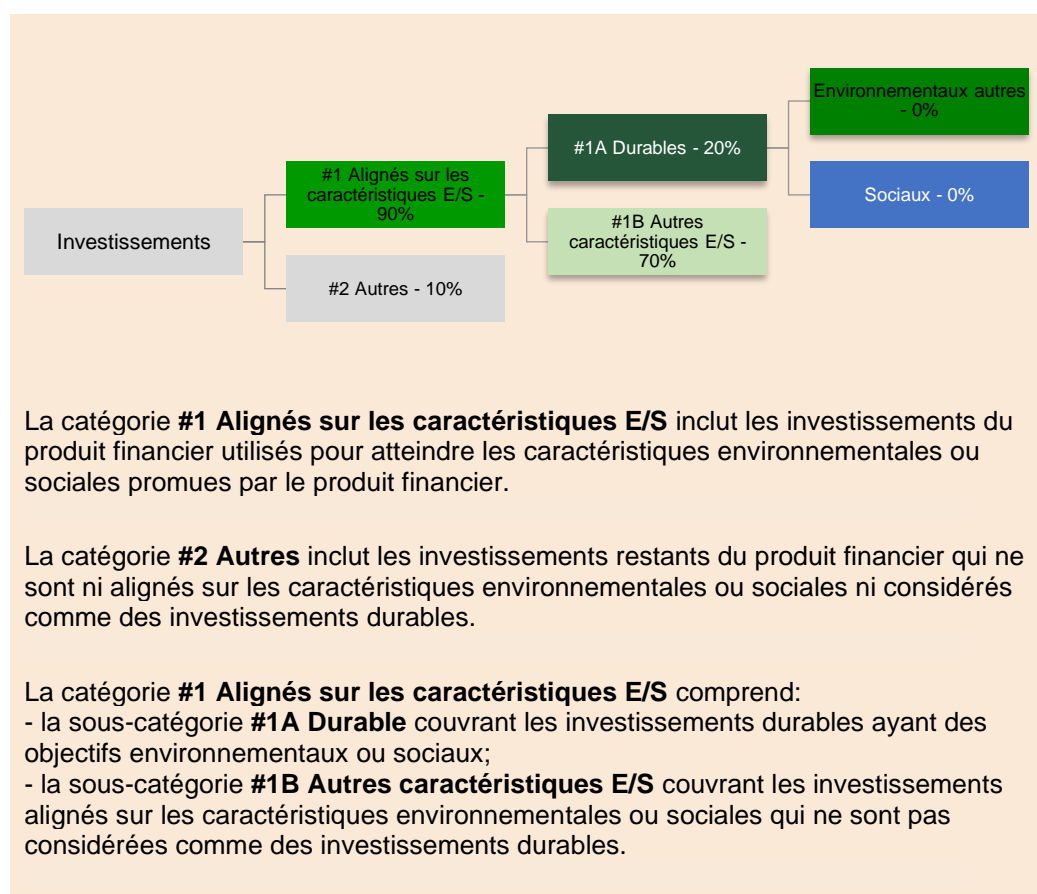 Environnementaux autres
- 0%
#1A Durables - 20%
#1 Alignés sur les
caractéristiques E/S -
90%
Sociaux - 0%
Investissements
#1B Autres
caractéristiques E/S -
70%
#2 Autres - 10%
La catégorie #1 Alignés sur les caractéristiques E/S inclut les investissements du
produit financier utilisés pour atteindre les caractéristiques environnementales ou
sociales promues par le produit financier.
La catégorie #2 Autres inclut les investissements restants du produit financier qui ne
sont ni alignés sur les caractéristiques environnementales ou sociales ni considérés
comme des investissements durables.
La catégorie #1 Alignés sur les caractéristiques E/S comprend:
- la sous-catégorie #1A Durable couvrant les investissements durables ayant des
objectifs environnementaux ou sociaux;
- la sous-catégorie #1B Autres caractéristiques E/S couvrant les investissements
alignés sur les caractéristiques environnementales ou sociales qui ne sont pas
considérées comme des investissements durables.